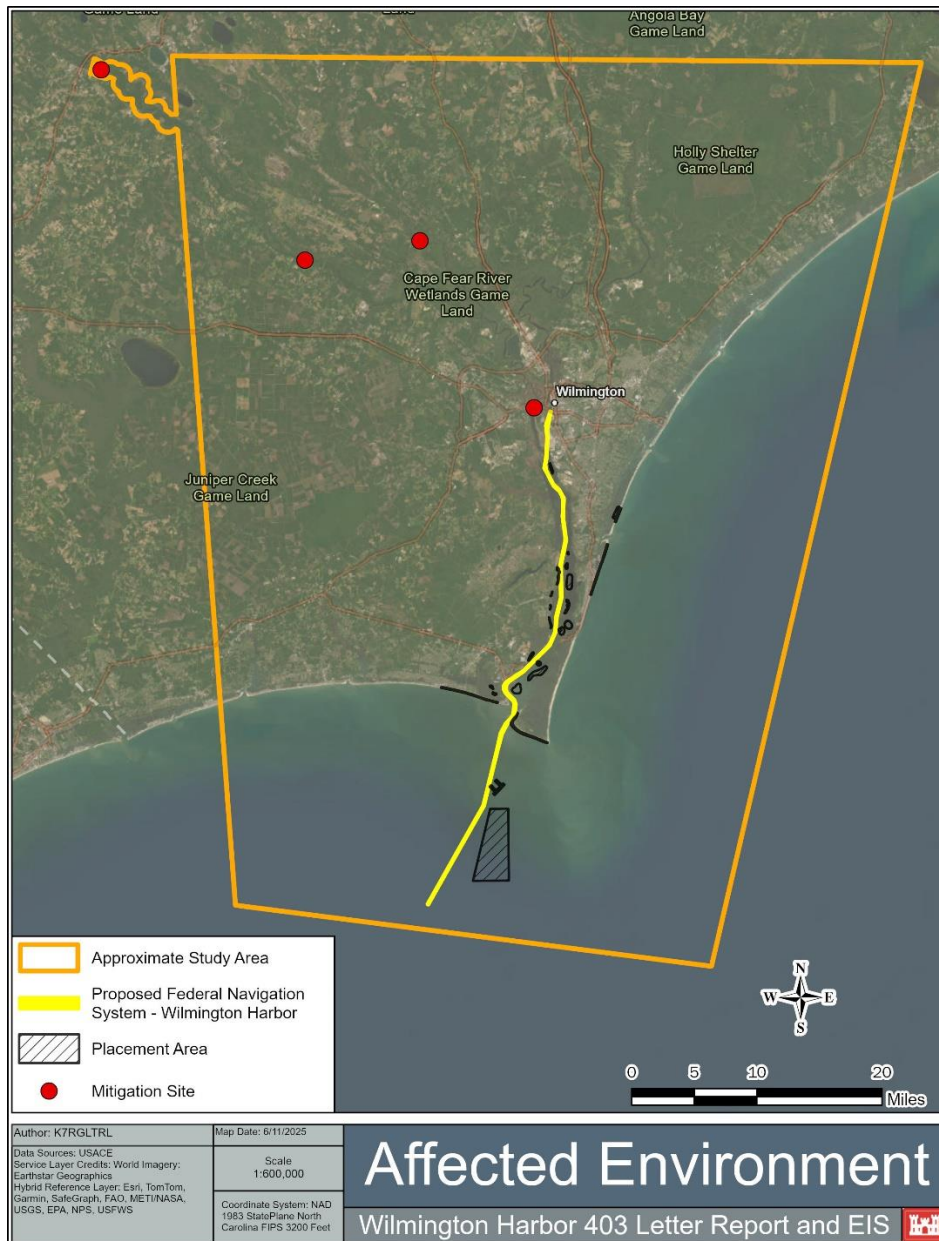 Game Land
Land
Angola Bay
Game Land
Holly Shelter
Game Land
Cape Fear River
Wetlands Game
Land
Wilmington
Juniper Creek
Game Land
Approximate Study Area
Proposed Federal Navigation
System - Wilmington Harbor
Placement Area
Mitigation Site
N
W E
S
0 5 10 20
Miles
Author: K7RGLTRL
Map Date: 6/11/2025
Data Sources: USACE
Service Layer Credits: World Imagery:
Earthstar Geographics
Hybrid Reference Layer: Esri, TomTom,
Garmin, SafeGraph, FAO, METI/NASA,
USGS, EPA, NPS, USFWS
Scale
1:600,000
Coordinate System: NAD
1983 StatePlane North
Carolina FIPS 3200 Feet
Affected Environment
Wilmington Harbor 403 Letter Report and EIS